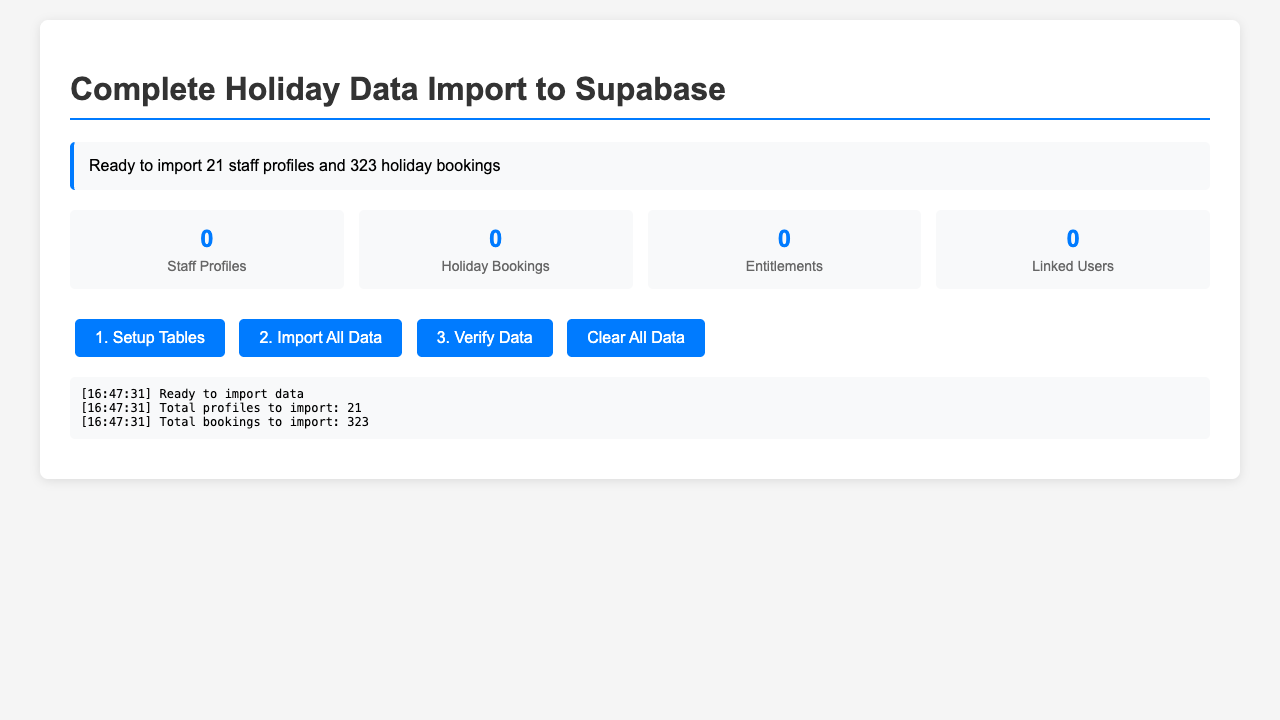 Complete Holiday Data Import to Supabase
Ready to import 21 staff profiles and 323 holiday bookings
0
Staff Profiles
0
Holiday Bookings
0
Entitlements
0
Linked Users
1. Setup Tables
2. Import All Data
3. Verify Data
Clear All Data
[16:47:31] Ready to import data
[16:47:31] Total profiles to import: 21
[16:47:31] Total bookings to import: 323